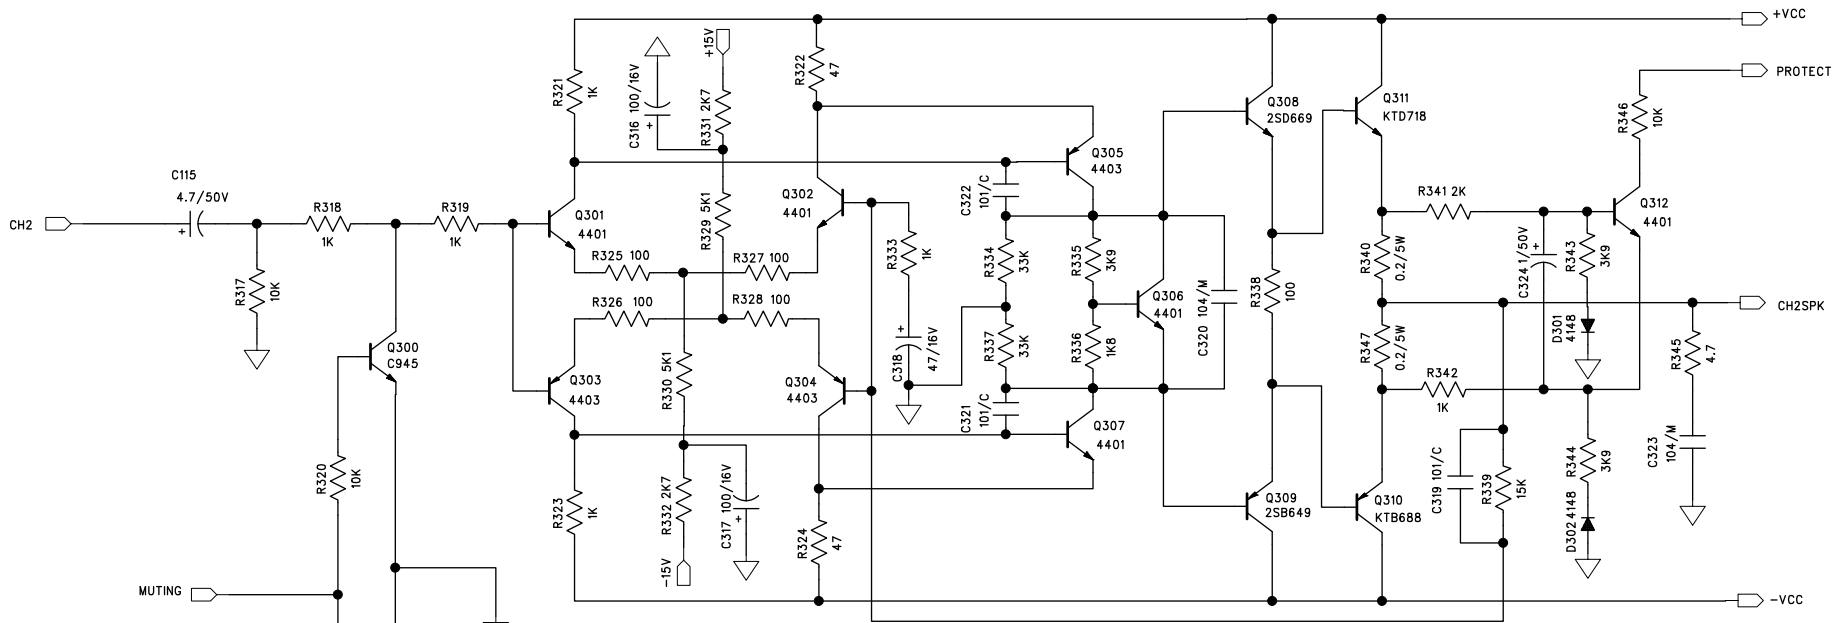 +VCC
PROTECT
R322
47
+15V
C316 100/16V
R331 2K7
R321
1K
Q308
2SD669
Q311
KTD718
R346
10K
Q305
4403
C115
4.7/50V
CH2
R318
1K
R319
1K
Q301
4401
R329 5K1
Q302
4401
C322
101/C
R341 2K
Q312
4401
R317
10K
R325 100
R327 100
R333
1K
R334
33K
R335
3K9
R340
0.2/5W
C324 1/50V
R343
3K9
R326 100
R328 100
Q306
4401
C320 104/M
R338
100
CH2SPK
Q300
C945
Q303
4403
R330 5K1
Q304
4403
C318
47/16V
R337
33K
R336
1K8
R347
0.2/5W
D301
4148
R345
4.7
R342
1K
C321
101/C
Q307
4401
R320
10K
R323
1K
R332 2K7
C317 100/16V
R324
47
Q309
2SB649
Q310
KTB688
C319 101/C
R339
15K
R344
3K9
C323
104/M
D302 4148
-15V
MUTING
-VCC